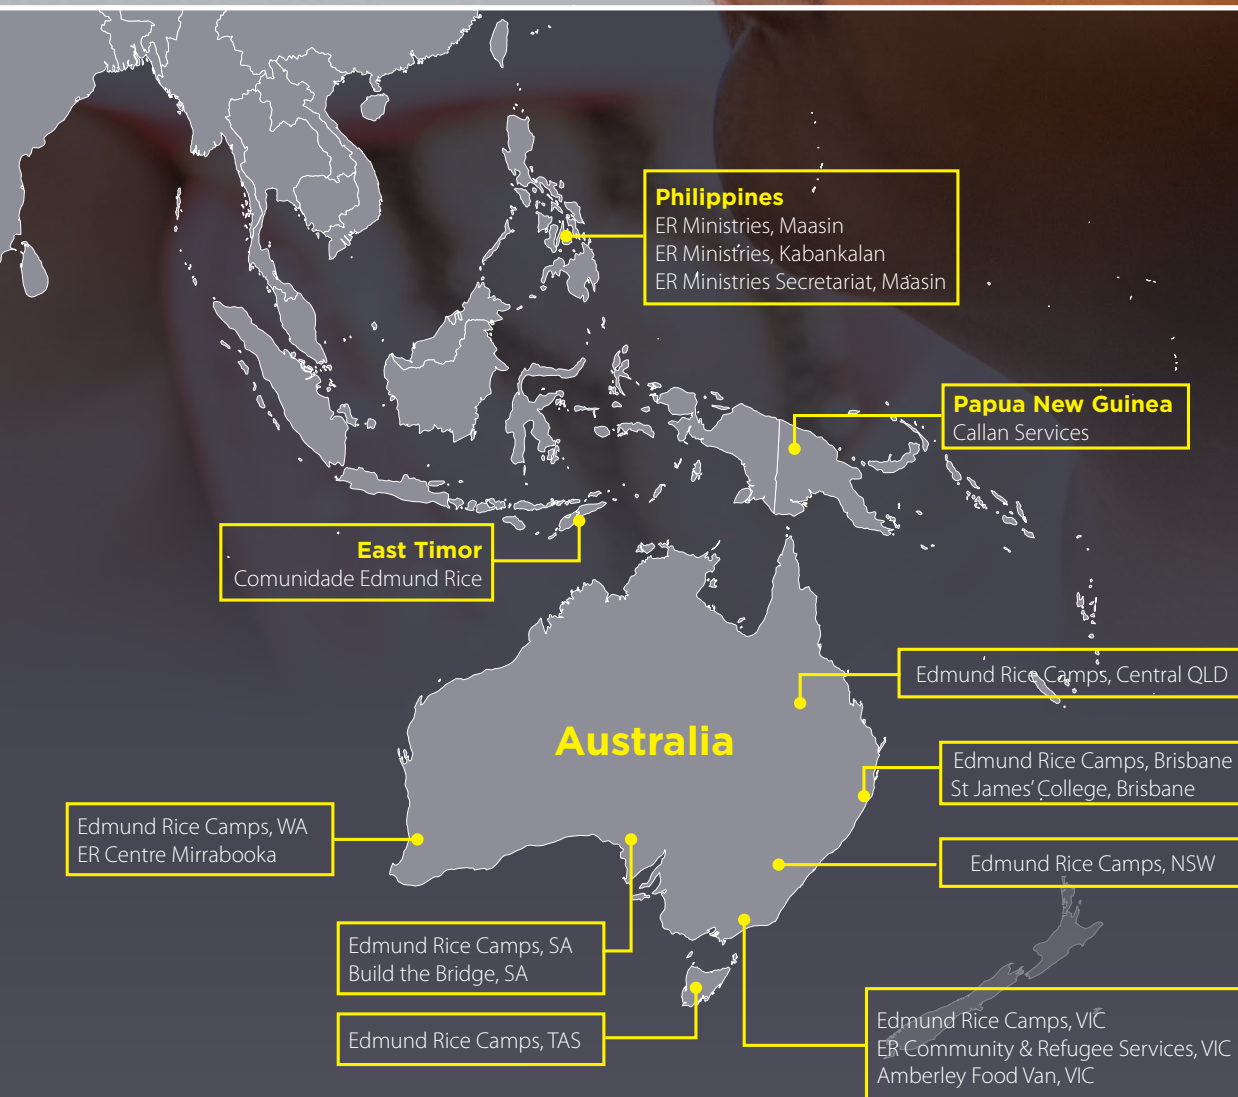 Philippines
ER Ministries, Maasin
ER Ministries, Kabankalan
ER Ministries Secretariat, Maasin
Papua New Guinea
Callan Services
East Timor
Comunidade Edmund Rice
Edmund Rice Camps, Central QLD
Australia
Edmund Rice Camps, Brisbane
St James' College, Brisbane
Edmund Rice Camps, WA
ER Centre Mirrabooka
Edmund Rice Camps, NSW
Edmund Rice Camps, SA
Build the Bridge, SA
Edmund Rice Camps, TAS
Edmund Rice Camps, VIC
ER Community & Refugee Services, VIC
Amberley Food Van, VIC